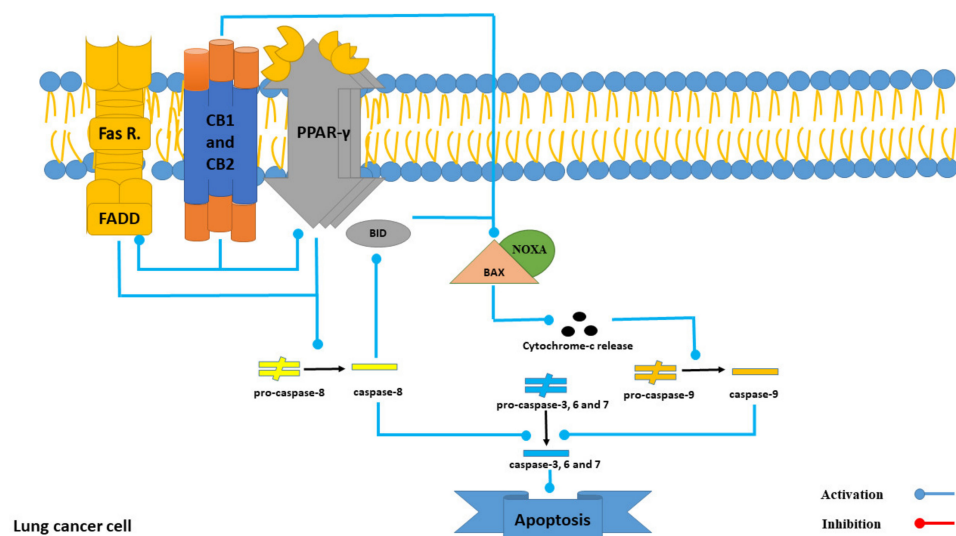 Fas R.
FADD
CB1
and
CB2
PPAR-γ
BID
NOXA
BAX
Cytochrome-c release
pro-caspase-8
caspase-8
pro-caspase-3, 6 and 7
pro-caspase-9
caspase-9
caspase-3, 6 and 7
Apoptosis
Activation
Inhibition
Lung cancer cell